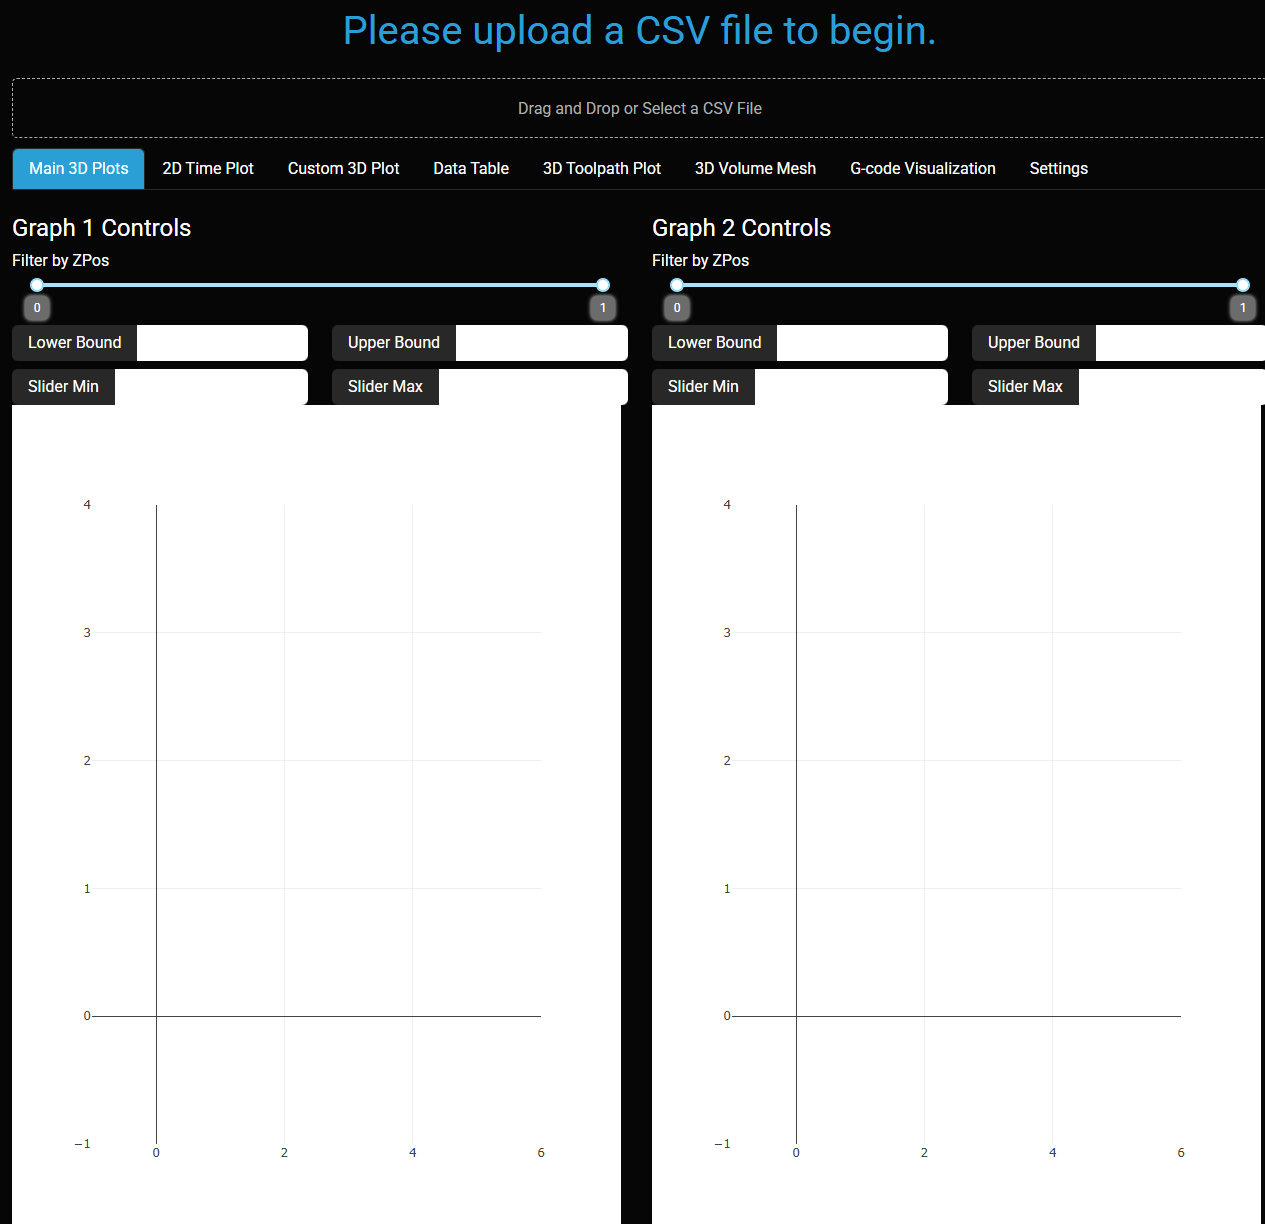 Please upload a CSV file to begin.
Drag and Drop or Select a CSV File
Main 3D Plots 2D Time Plot Custom 3D Plot Data Table 3D Toolpath Plot 3D Volume Mesh G-code Visualization Settings
Graph 1 Controls Graph 2 Controls
Filter by ZPos Filter by ZPos
0 1 0 1
Lower Bound Upper Bound Lower Bound Upper Bound
Slider Min Slider Max Slider Min Slider Max
4 4
3 3
2 2
1 1
0 0
−1 −1
0 2 4 6 0 2 4 6